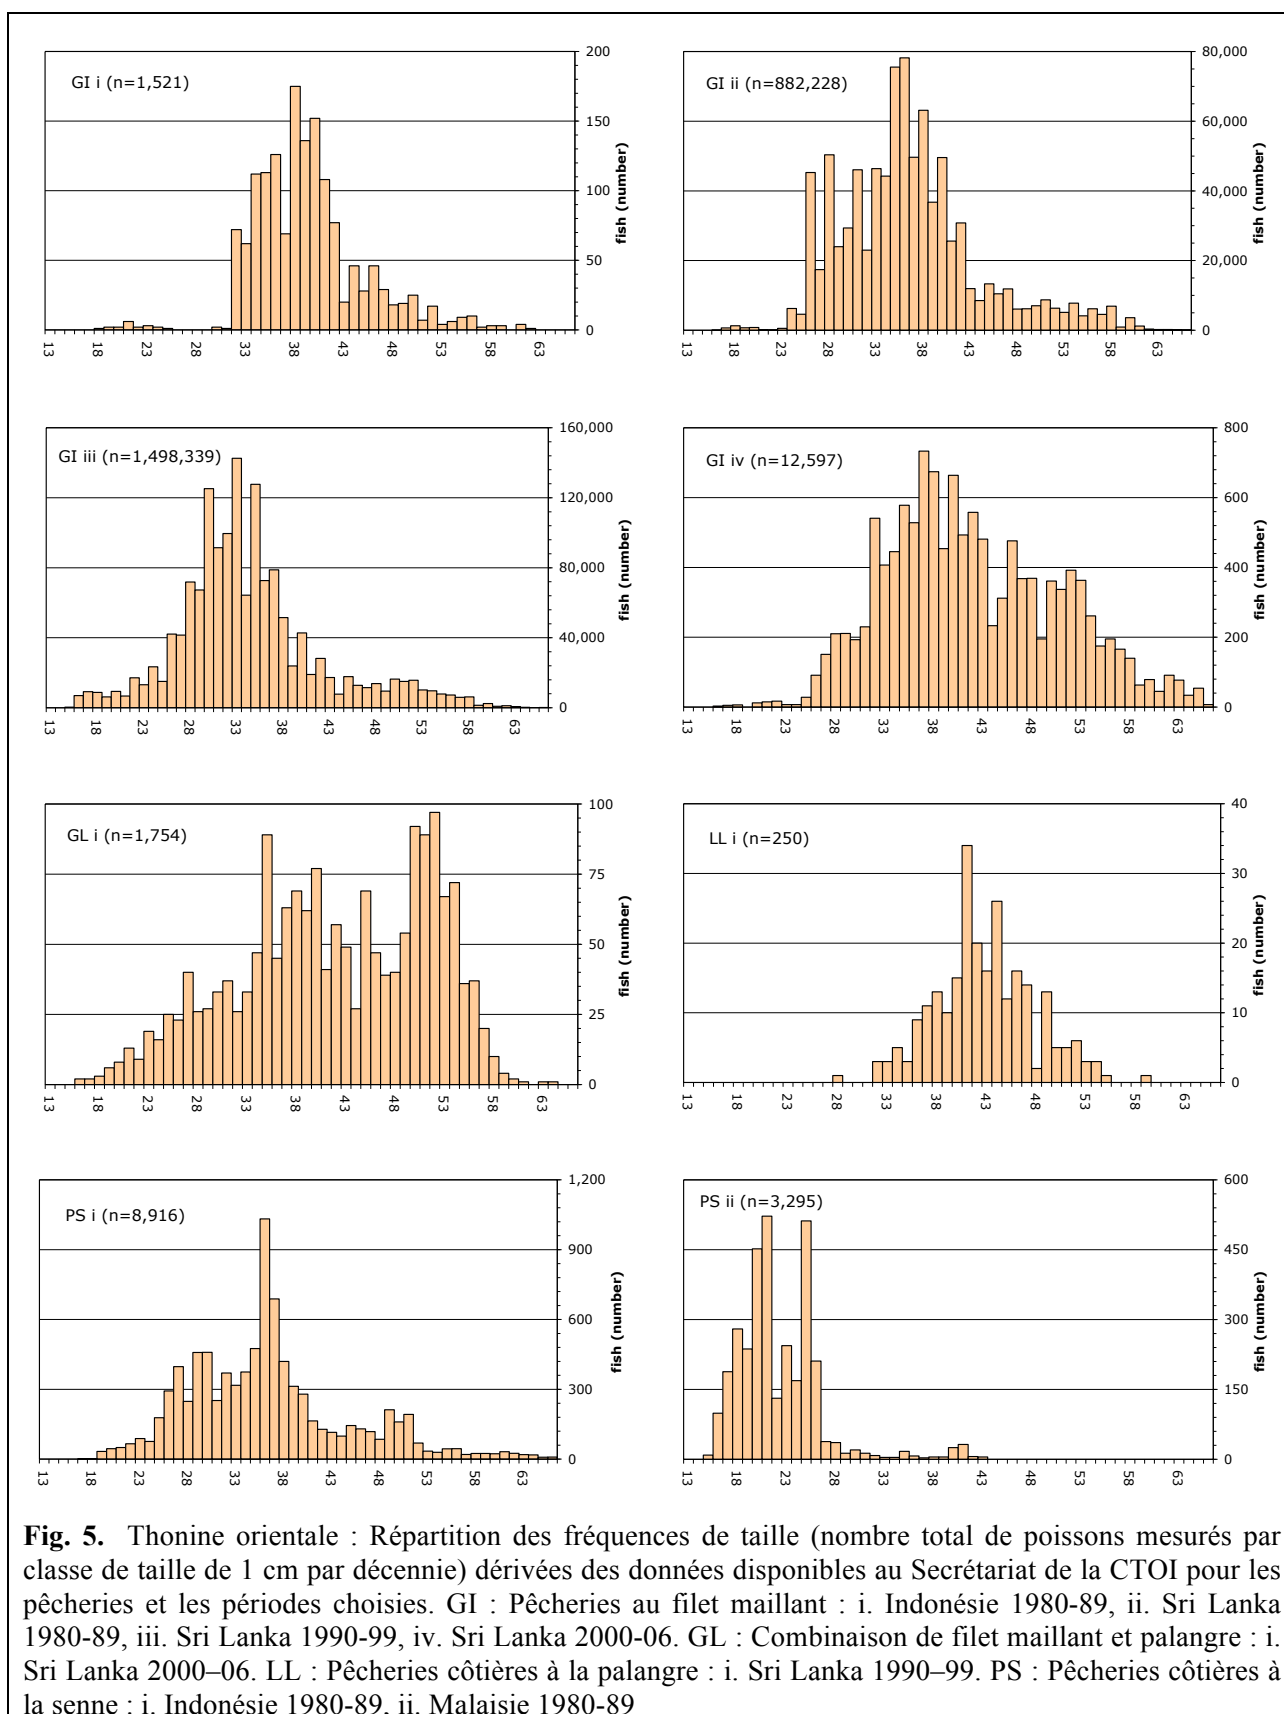 GI i (n=1,521)
200
150
100
50
0
fish (number)
13 18 23 28 33 38 43 48 53 58 63
GI ii (n=882,228)
80,000
60,000
40,000
20,000
0
fish (number)
13 18 23 28 33 38 43 48 53 58 63
GI iii (n=1,498,339)
160,000
120,000
80,000
40,000
0
fish (number)
13 18 23 28 33 38 43 48 53 58 63
GI iv (n=12,597)
800
600
400
200
0
fish (number)
13 18 23 28 33 38 43 48 53 58 63
GL i (n=1,754)
100
75
50
25
0
fish (number)
13 18 23 28 33 38 43 48 53 58 63
LL i (n=250)
40
30
20
10
0
fish (number)
13 18 23 28 33 38 43 48 53 58 63
PS i (n=8,916)
1,200
900
600
300
0
fish (number)
13 18 23 28 33 38 43 48 53 58 63
PS ii (n=3,295)
600
450
300
150
0
fish (number)
13 18 23 28 33 38 43 48 53 58 63
Fig. 5. Thonine orientale : Répartition des fréquences de taille (nombre total de poissons mesurés par
classe de taille de 1 cm par décennie) dérivées des données disponibles au Secrétariat de la CTOI pour les
pêcheries et les périodes choisies. GI : Pêcheries au filet maillant : i. Indonésie 1980-89, ii. Sri Lanka
1980-89, iii. Sri Lanka 1990-99, iv. Sri Lanka 2000-06. GL : Combinaison de filet maillant et palangre : i.
Sri Lanka 2000–06. LL : Pêcheries côtières à la palangre : i. Sri Lanka 1990–99. PS : Pêcheries côtières à
la senne : i. Indonésie 1980-89, ii. Malaisie 1980-89